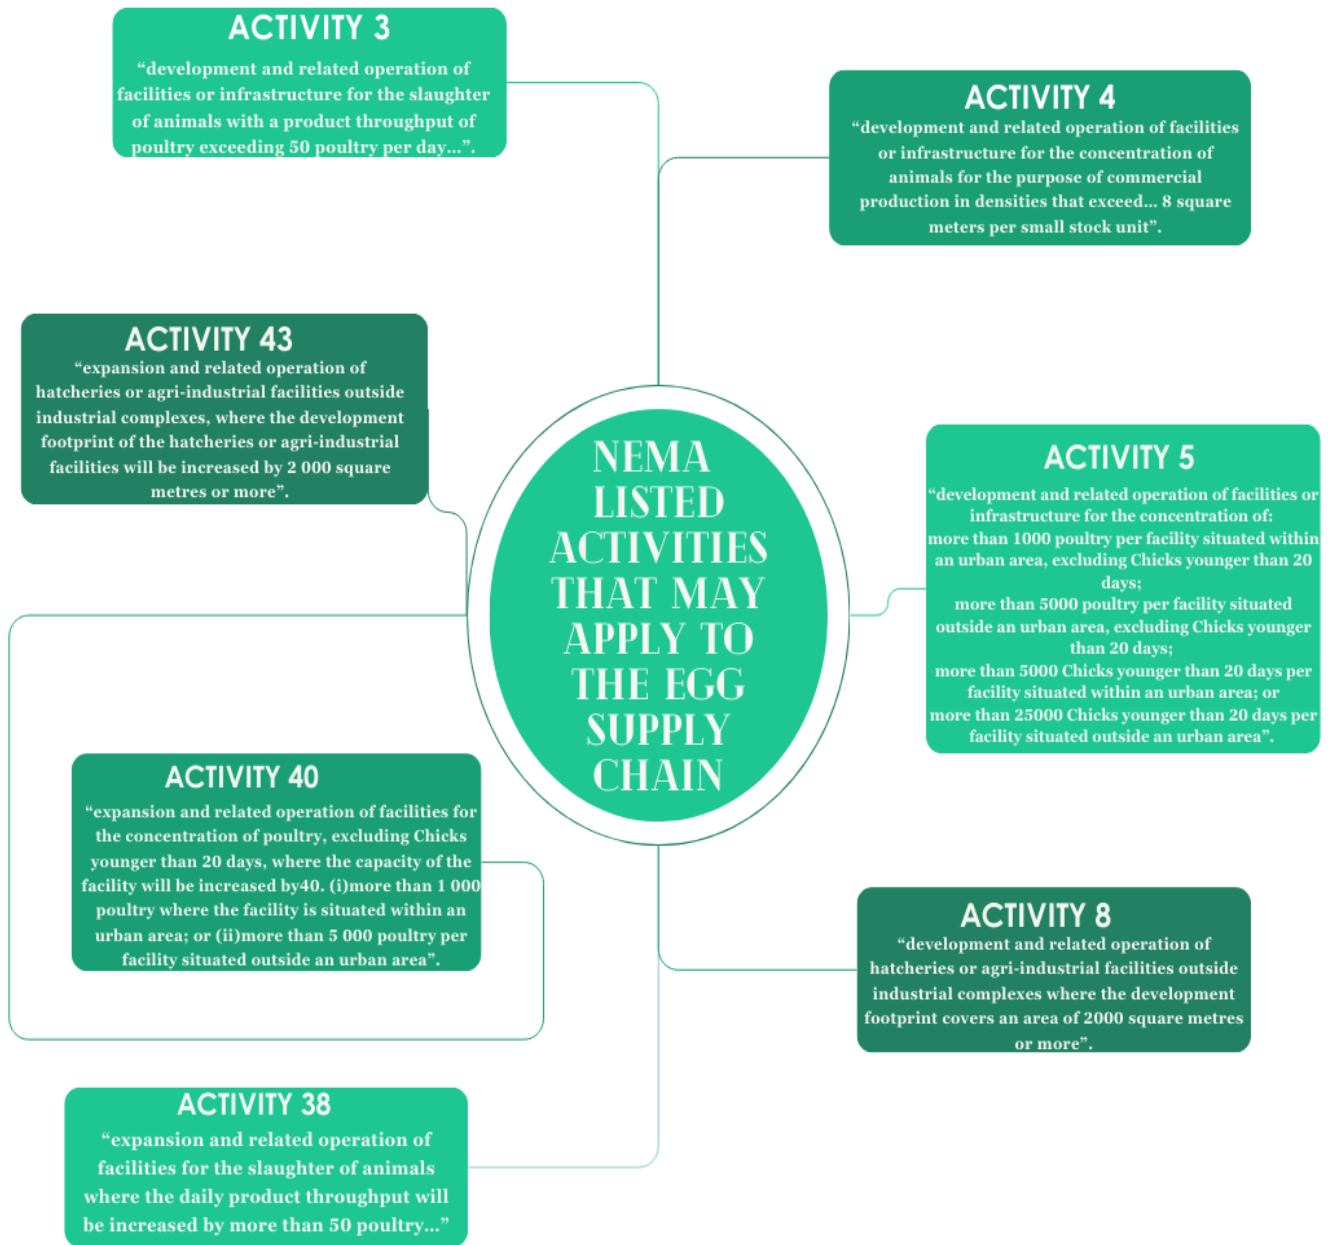 ACTIVITY 3
“development and related operation of
facilities or infrastructure for the slaughter
of animals with a product throughput of
poultry exceeding 50 poultry per day...”.
ACTIVITY 4
“development and related operation of facilities
or infrastructure for the concentration of
animals for the purpose of commercial
production in densities that exceed... 8 square
meters per small stock unit”.
ACTIVITY 43
“expansion and related operation of
hatcheries or agri-industrial facilities outside
industrial complexes, where the development
footprint of the hatcheries or agri-industrial
facilities will be increased by 2 000 square
metres or more”.
NEMA
LISTED
ACTIVITIES
THAT MAY
APPLY TO
THE EGG
SUPPLY
CHAIN
ACTIVITY 5
“development and related operation of facilities or
infrastructure for the concentration of:
more than 1000 poultry per facility situated within
an urban area, excluding Chicks younger than 20
days;
more than 5000 poultry per facility situated
outside an urban area, excluding Chicks younger
than 20 days;
more than 5000 Chicks younger than 20 days per
facility situated within an urban area; or
more than 25000 Chicks younger than 20 days per
facility situated outside an urban area”.
ACTIVITY 40
“expansion and related operation of facilities for
the concentration of poultry, excluding Chicks
younger than 20 days, where the capacity of the
facility will be increased by40. (i)more than 1 000
poultry where the facility is situated within an
urban area; or (ii)more than 5 000 poultry per
facility situated outside an urban area”.
ACTIVITY 8
“development and related operation of
hatcheries or agri-industrial facilities outside
industrial complexes where the development
footprint covers an area of 2000 square metres
or more”.
ACTIVITY 38
“expansion and related operation of
facilities for the slaughter of animals
where the daily product throughput will
be increased by more than 50 poultry...”